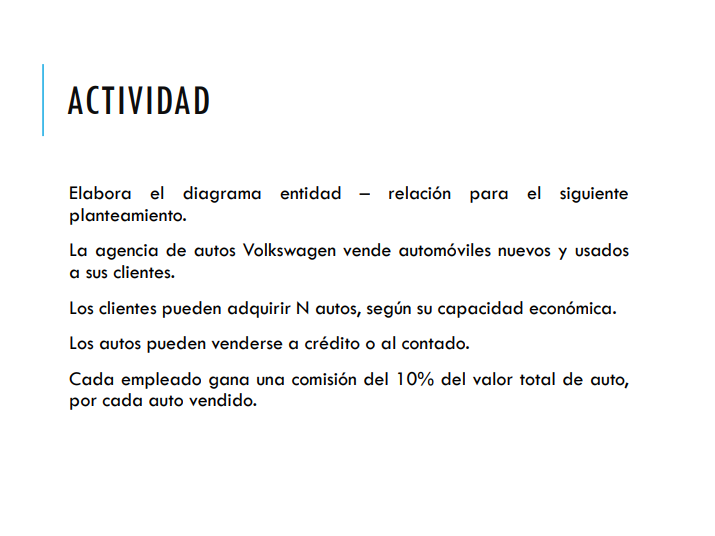 ACTIVIDAD
Elabora el diagrama entidad – relación para el siguiente
planteamiento.
La agencia de autos Volkswagen vende automóviles nuevos y usados
a sus clientes.
Los clientes pueden adquirir N autos, según su capacidad económica.
Los autos pueden venderse a crédito o al contado.
Cada empleado gana una comisión del 10% del valor total de auto,
por cada auto vendido.